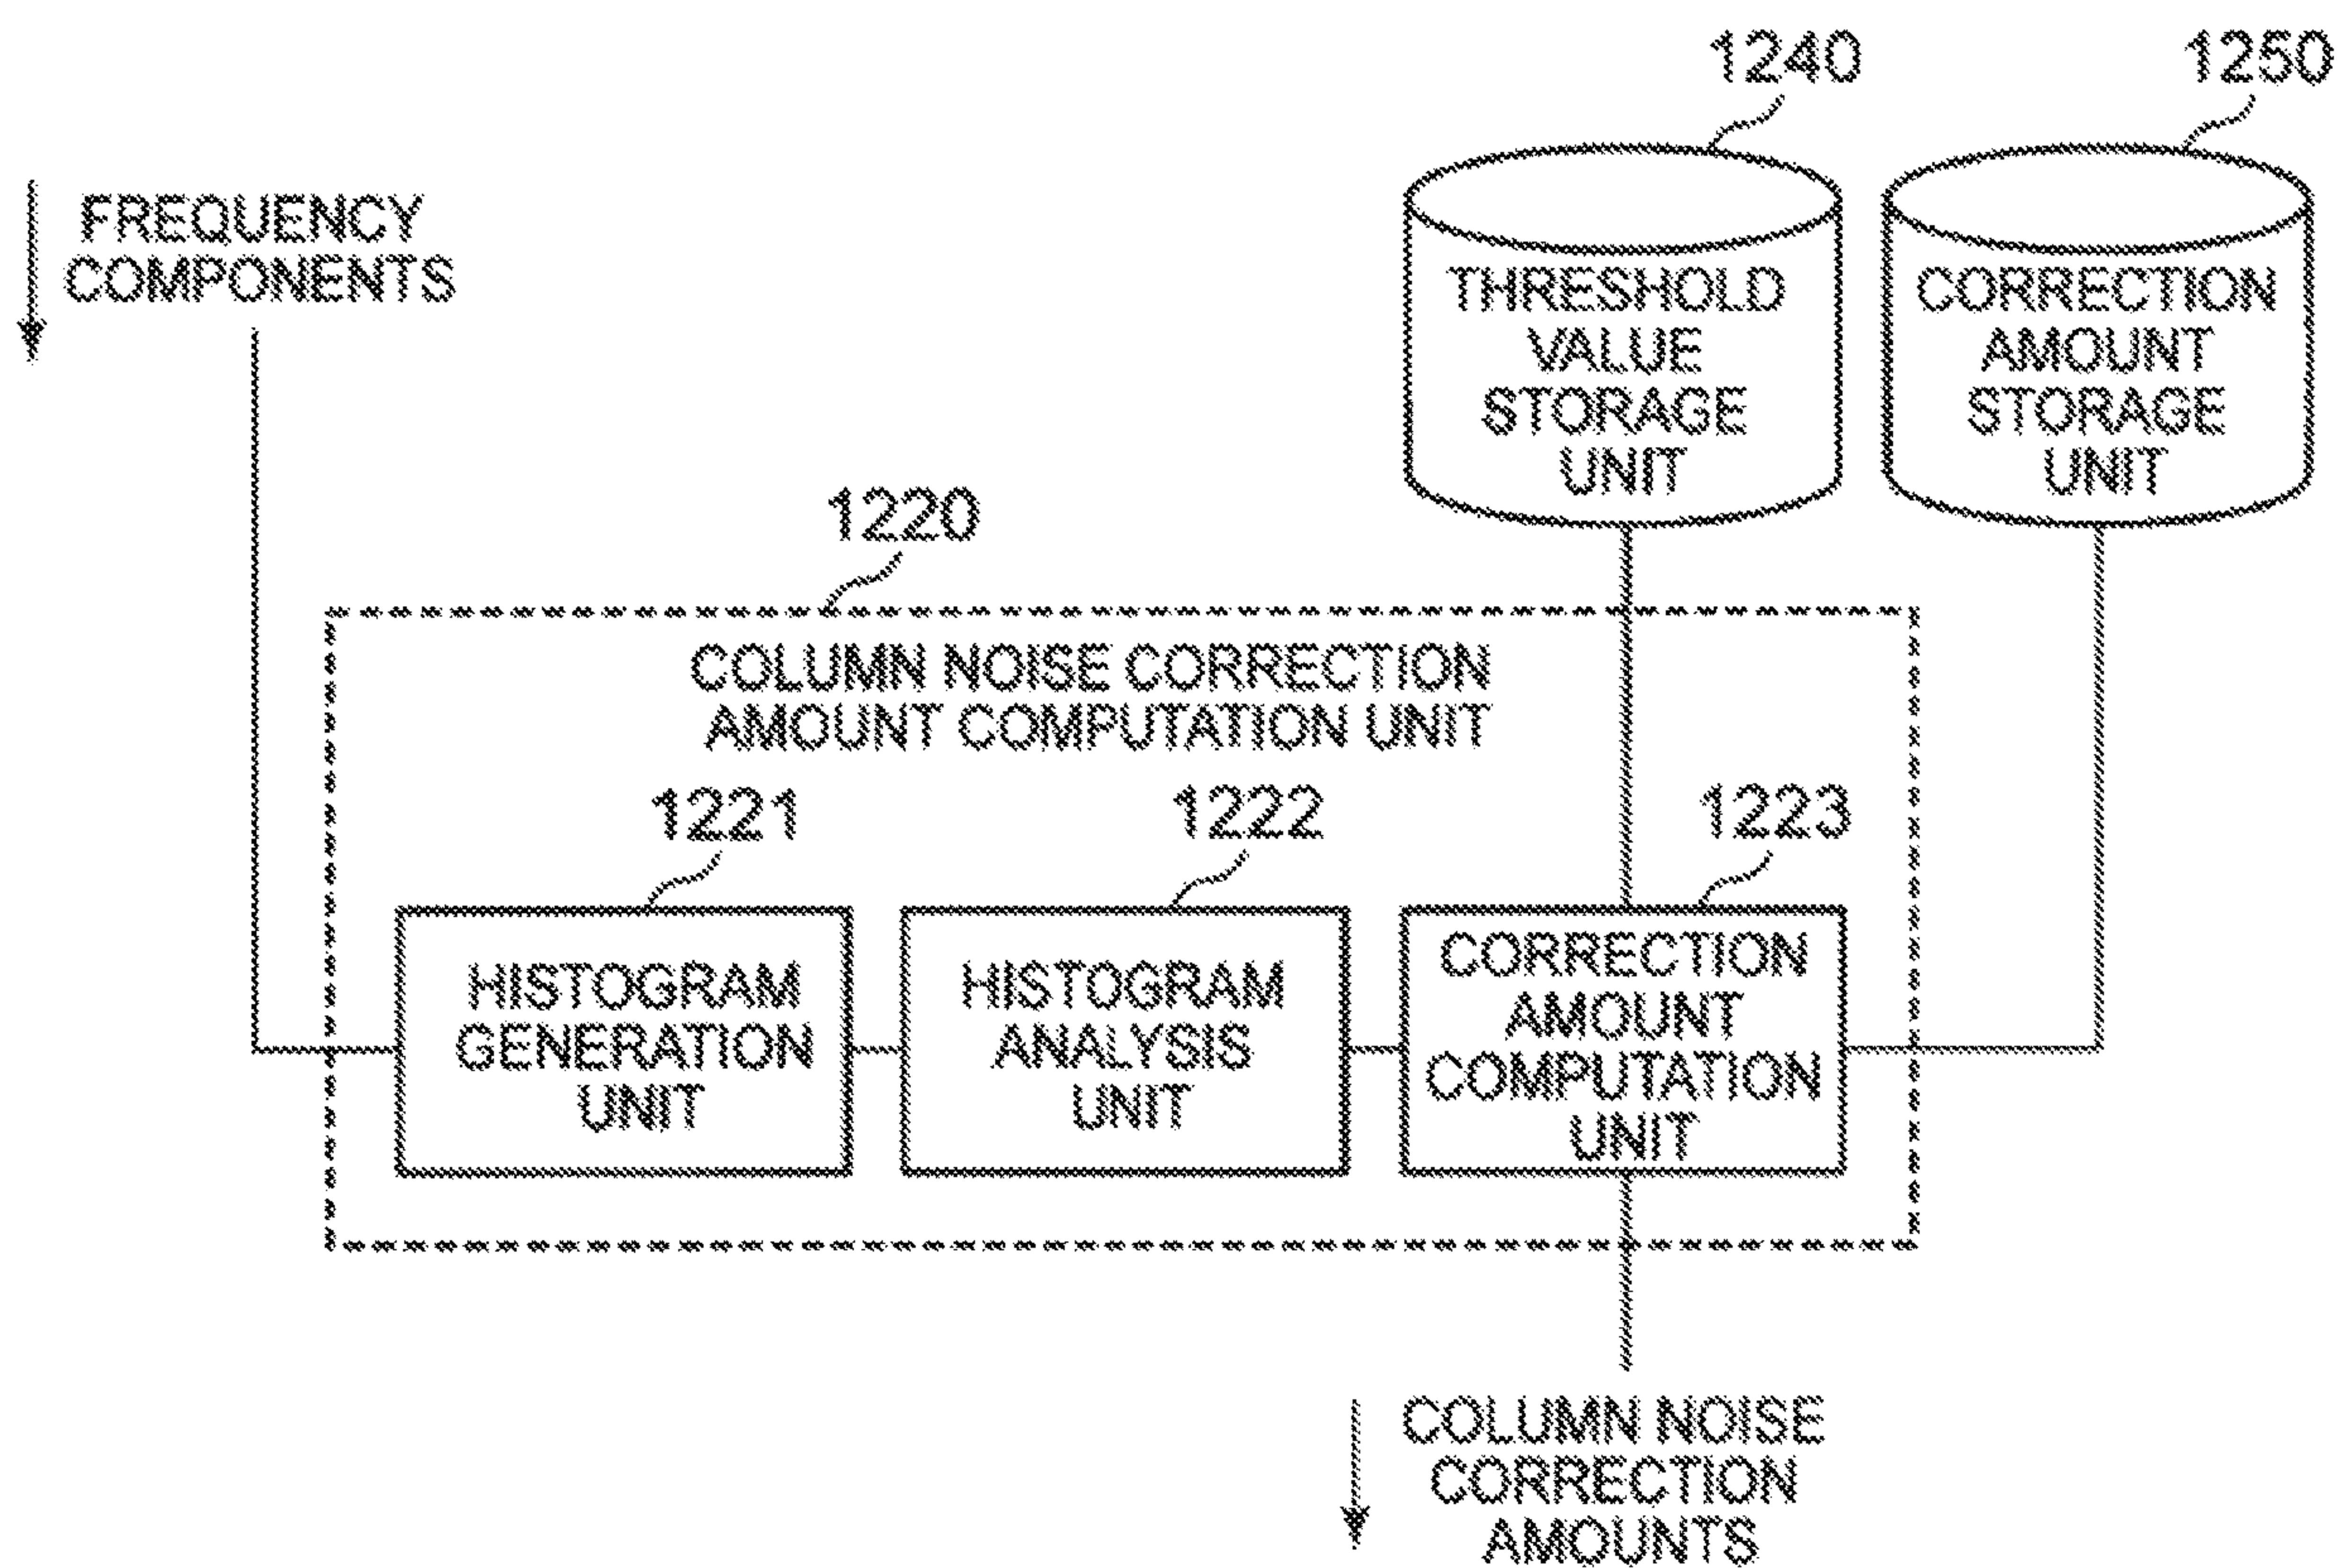 1240
1250
FREQUENCY
COMPONENTS
THRESHOLD
VALUE
STORAGE
UNIT
CORRECTION
AMOUNT
STORAGE
UNIT
1220
COLUMN NOISE CORRECTION
AMOUNT COMPUTATION UNIT
1221
1222
1223
HISTOGRAM
GENERATION
UNIT
HISTOGRAM
ANALYSIS
UNIT
CORRECTION
AMOUNT
COMPUTATION
UNIT
COLUMN NOISE
CORRECTION
AMOUNTS